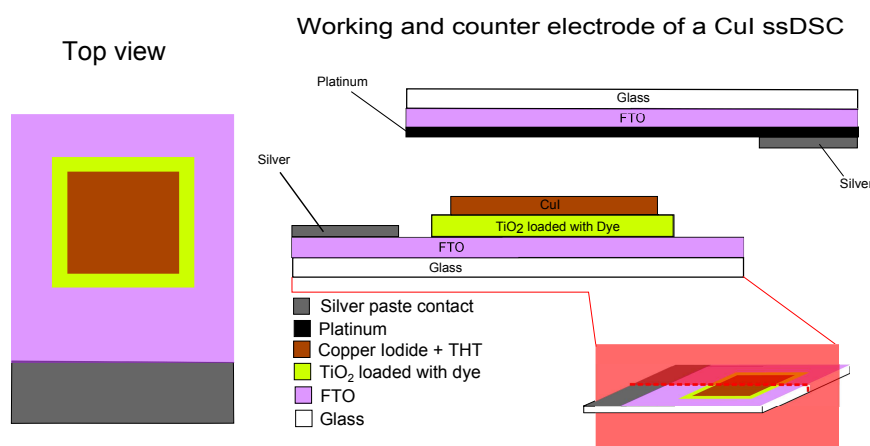 Working and counter electrode of a CuI ssDSC
Top view
Platinum
Glass
FTO
Silver
Silver
CuI
TiO2 loaded with Dye
FTO
Glass
Silver paste contact
Platinum
Copper Iodide + THT
TiO2 loaded with dye
FTO
Glass